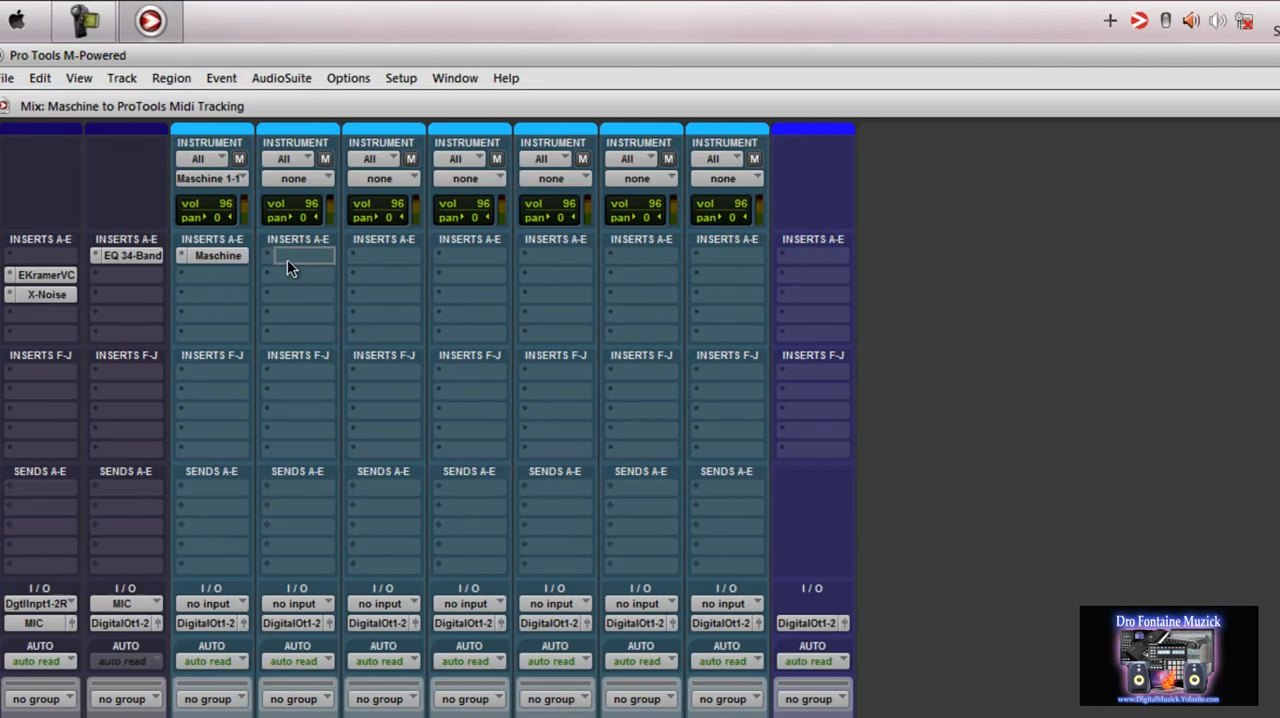 Pro Tools M-Powered
ile Edit View Track Region Event AudioSuite Options Setup Window Help
Mix: Maschine to ProTools Midi Tracking
INSTRUMENT INSTRUMENT INSTRUMENT INSTRUMENT INSTRUMENT INSTRUMENT INSTRUMENT
All M All M All M All M All M All M All M
Maschine 1-1 none none none none none none
vol 96 vol 96 vol 96 vol 96 vol 96 vol 96 vol 96
pan 0 pan 0 pan 0 pan 0 pan 0 pan 0 pan 0
INSERTS A-E INSERTS A-E INSERTS A-E INSERTS A-E INSERTS A-E INSERTS A-E INSERTS A-E INSERTS A-E INSERTS A-E INSERTS A-E
EQ 34-Band Maschine
EKramerVC
X-Noise
INSERTS F-J INSERTS F-J INSERTS F-J INSERTS F-J INSERTS F-J INSERTS F-J INSERTS F-J INSERTS F-J INSERTS F-J INSERTS F-J
SENDS A-E SENDS A-E SENDS A-E SENDS A-E SENDS A-E SENDS A-E SENDS A-E SENDS A-E SENDS A-E
I / O I / O I / O I / O I / O I / O I / O I / O I / O I / O
DgtlInpt1-2R MIC no input no input no input no input no input no input no input
MIC DigitalOt1-2 DigitalOt1-2 DigitalOt1-2 DigitalOt1-2 DigitalOt1-2 DigitalOt1-2 DigitalOt1-2 DigitalOt1-2 DigitalOt1-2
AUTO AUTO AUTO AUTO AUTO AUTO AUTO AUTO AUTO AUTO
auto read auto read auto read auto read auto read auto read auto read auto read auto read auto read
no group no group no group no group no group no group no group no group no group no group
Dro Fontaine Muzick
www.DigitalMuzick.Yolasite.com